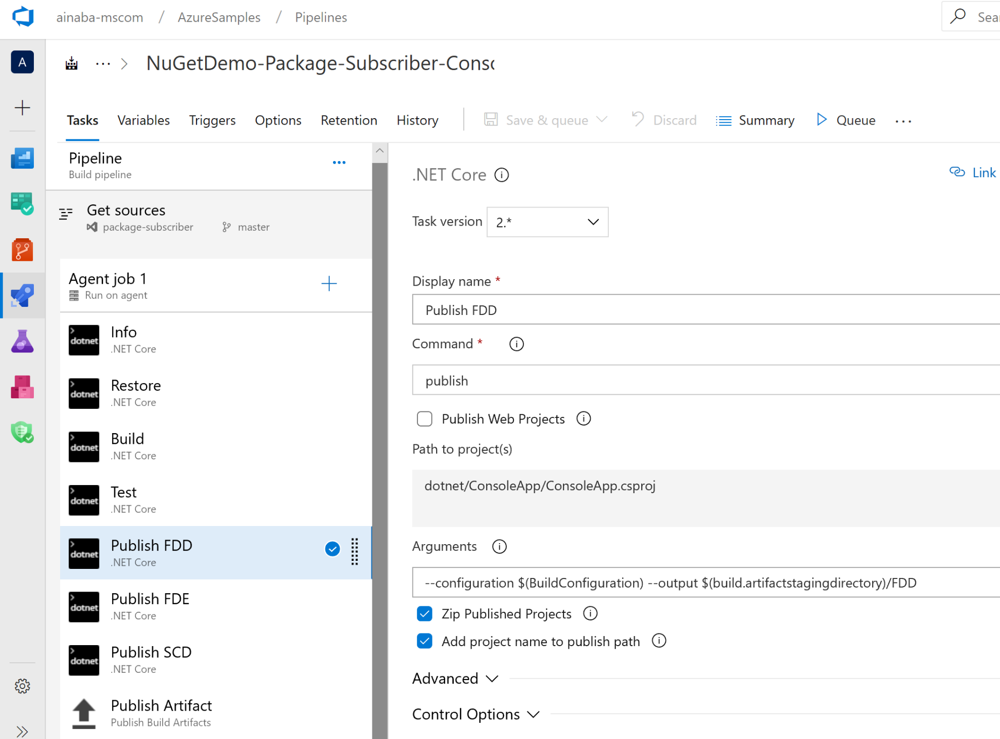 ainaba-mscom / AzureSamples / Pipelines
Sear
A
... > NuGetDemo-Package-Subscriber-Conso
Tasks Variables Triggers Options Retention History Save & queue Discard Summary Queue ...
Pipeline ...
Build pipeline
Get sources
package-subscriber master
Agent job 1 +
Run on agent
> dotnet Info
.NET Core
> dotnet Restore
.NET Core
> dotnet Build
.NET Core
> dotnet Test
.NET Core
> dotnet Publish FDD
.NET Core
> dotnet Publish FDE
.NET Core
> dotnet Publish SCD
.NET Core
Publish Artifact
Publish Build Artifacts
.NET Core
Link
Task version 2.*
Display name *
Publish FDD
Command *
publish
Publish Web Projects
Path to project(s)
dotnet/ConsoleApp/ConsoleApp.csproj
Arguments
--configuration $(BuildConfiguration) --output $(build.artifactstagingdirectory)/FDD
Zip Published Projects
Add project name to publish path
Advanced
Control Options